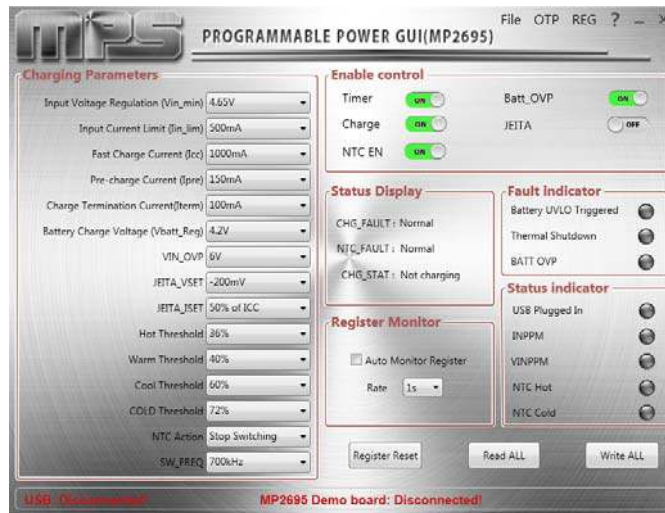 MPS
PROGRAMMABLE POWER GUI(MP2695)
File OTP REG ? – ×
Charging Parameters
Input Voltage Regulation (Vin_min) 4.65V
Input Current Limit (Iin_lim) 500mA
Fast Charge Current (Icc) 1000mA
Pre-charge Current (Ipre) 150mA
Charge Termination Current(Iterm) 100mA
Battery Charge Voltage (Vbatt_Reg) 4.2V
VIN_OVP 6V
JEITA_VSET -200mV
JEITA_ISET 50% of ICC
Hot Threshold 36%
Warm Threshold 40%
Cool Threshold 60%
COLD Threshold 72%
NTC Action Stop Switching
SW_FREQ 700kHz
Enable control
Timer ON Batt_OVP ON
Charge ON JEITA OFF
NTC EN ON
Status Display
CHG_FAULT : Normal
NTC_FAULT : Normal
CHG_STAT : Not charging
Fault Indicator
Battery UVLO Triggered
Thermal Shutdown
BATT OVP
Status indicator
USB Plugged In
INPPM
VINPPM
NTC Hot
NTC Cold
Register Monitor
Auto Monitor Register
Rate 1s
Register Reset Read ALL Write ALL
USB: Disconnected! MP2695 Demo board: Disconnected!